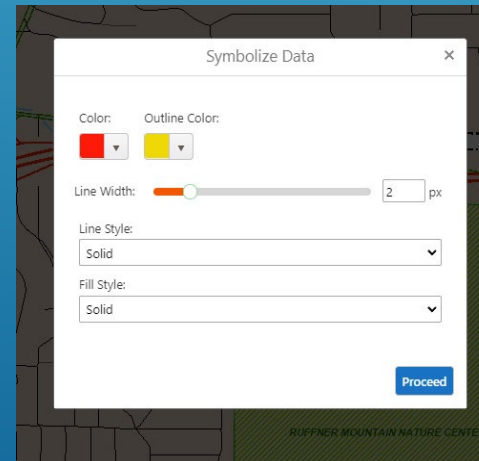 Symbolize Data ×
Color: Outline Color:
Line Width: 2 px
Line Style:
Solid
Fill Style:
Solid
Proceed
RUFFNER MOUNTAIN NATURE CENTE